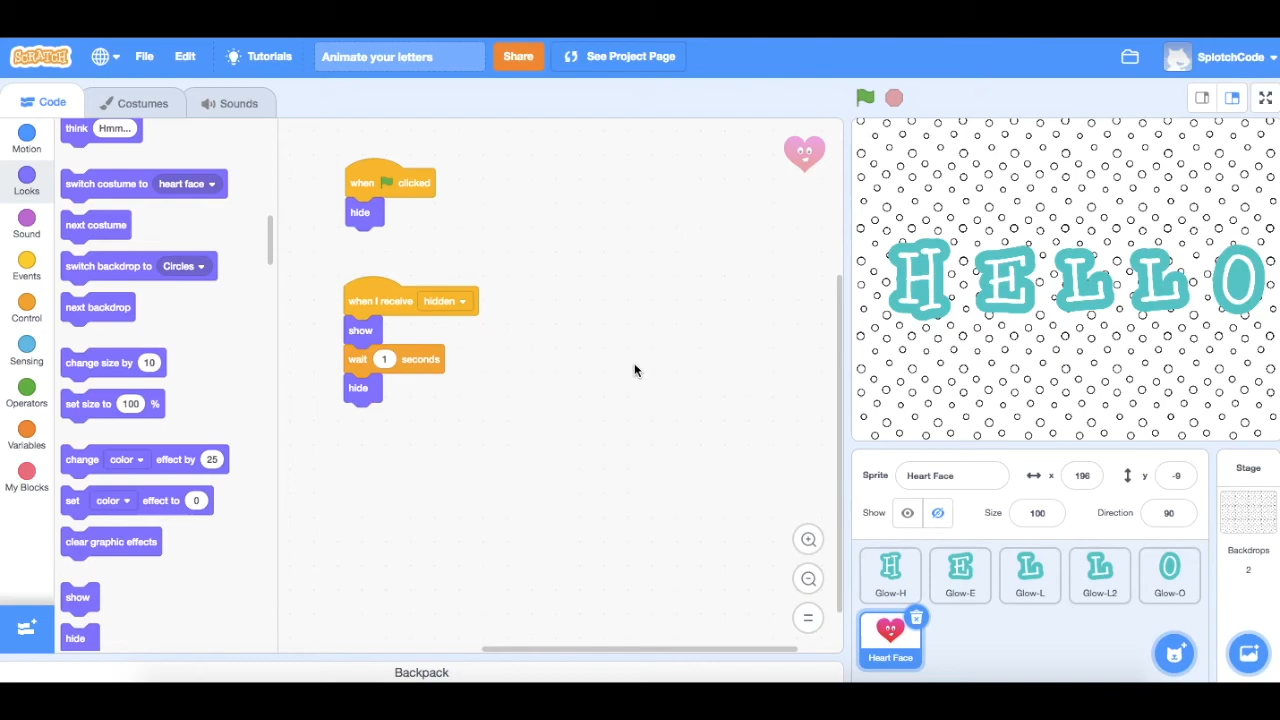 SCRATCH File Edit Tutorials Animate your letters Share See Project Page SplotchCode
Code Costumes Sounds
Motion
Looks
Sound
Events
Control
Sensing
Operators
Variables
My Blocks
think Hmm...
switch costume to heart face
next costume
switch backdrop to Circles
next backdrop
change size by 10
set size to 100 %
change color effect by 25
set color effect to 0
clear graphic effects
show
hide
when clicked
hide
when I receive hidden
show
wait 1 seconds
hide
Backpack
HELLO
Sprite Heart Face x 196 y -9
Show Size 100 Direction 90
H E L L O
Glow-H Glow-E Glow-L Glow-L2 Glow-O
Heart Face
Stage
Backdrops
2